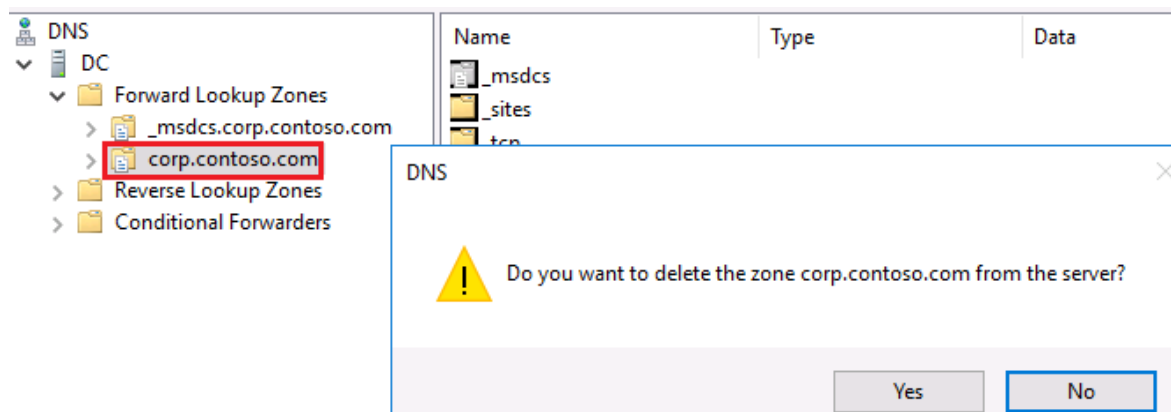 DNS
DC
Forward Lookup Zones
_msdcs.corp.contoso.com
corp.contoso.com
Reverse Lookup Zones
Conditional Forwarders
Name Type Data
_msdcs
_sites
_tcp
DNS
Do you want to delete the zone corp.contoso.com from the server?
Yes No